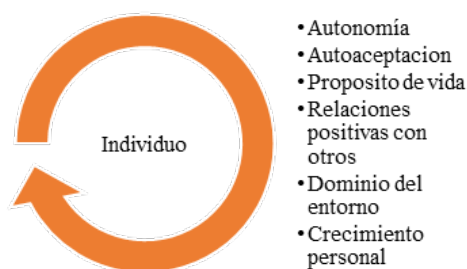 Individuo
• Autonomía
• Autoaceptacion
• Proposito de vida
• Relaciones
positivas con
otros
• Dominio del
entorno
• Crecimiento
personal